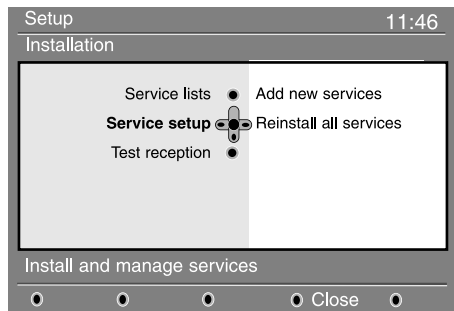 Setup 11:46
Installation
Service lists Add new services
Service setup Reinstall all services
Test reception
Install and manage services
Close